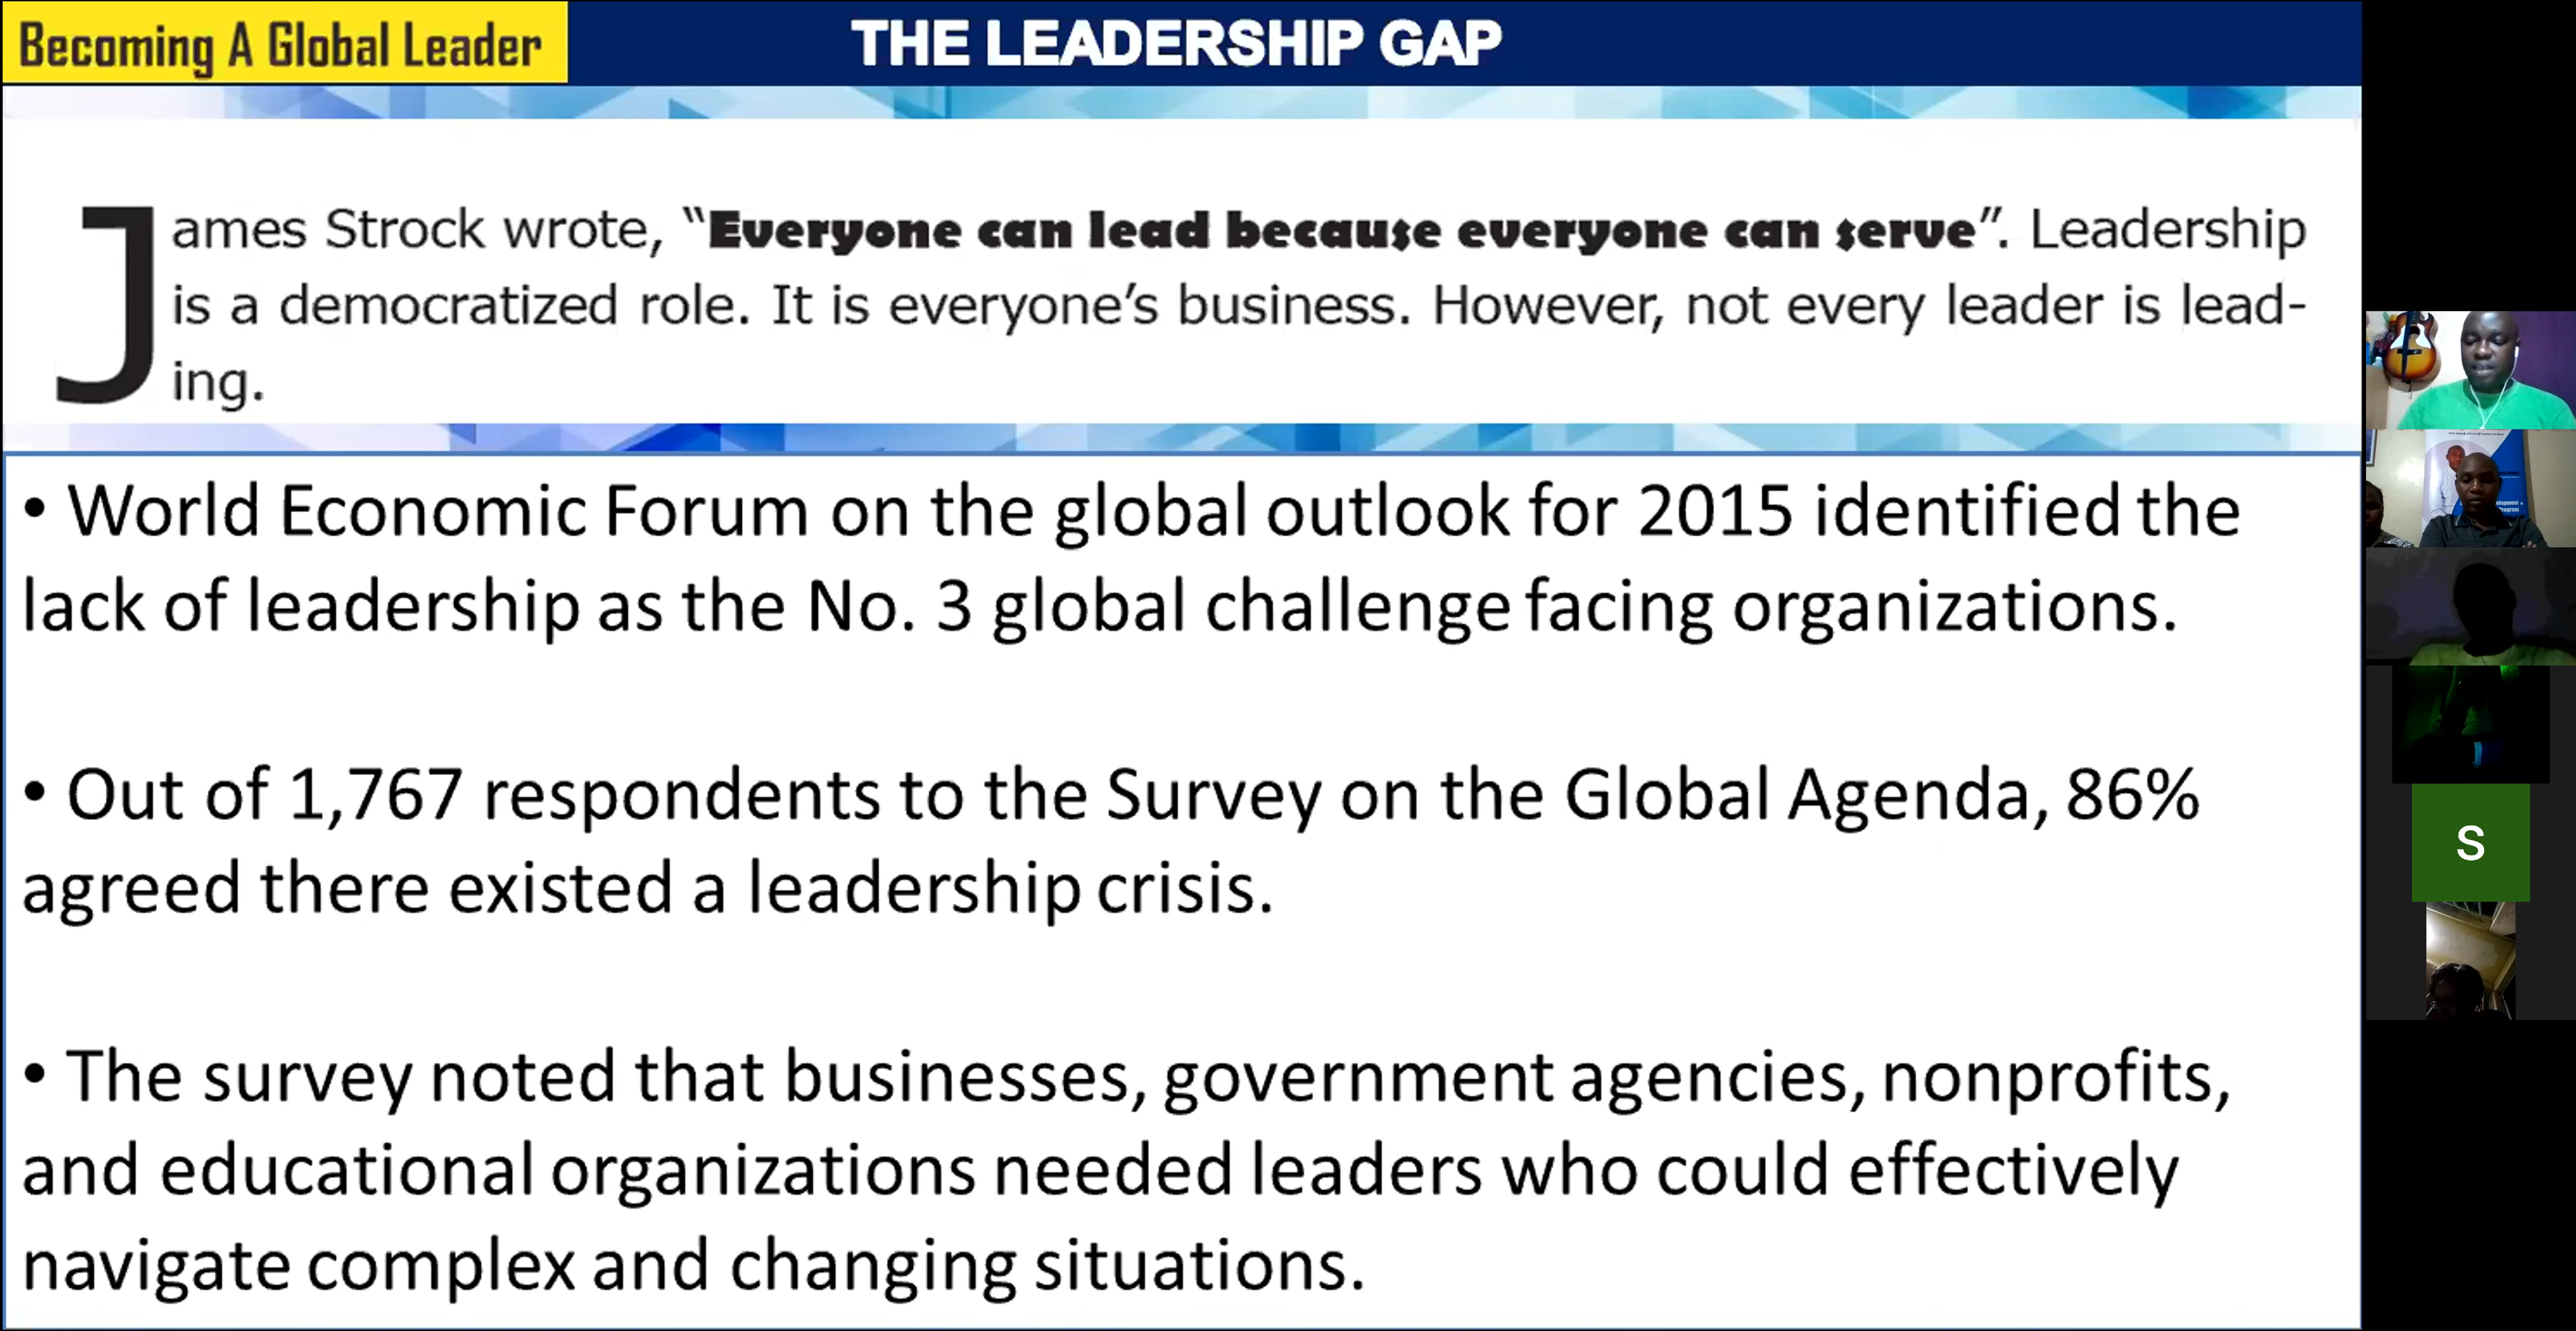 Becoming A Global Leader
THE LEADERSHIP GAP
James Strock wrote, “Everyone can lead because everyone can serve”. Leadership
is a democratized role. It is everyone’s business. However, not every leader is lead-
ing.
• World Economic Forum on the global outlook for 2015 identified the
lack of leadership as the No. 3 global challenge facing organizations.
• Out of 1,767 respondents to the Survey on the Global Agenda, 86%
agreed there existed a leadership crisis.
• The survey noted that businesses, government agencies, nonprofits,
and educational organizations needed leaders who could effectively
navigate complex and changing situations.
S